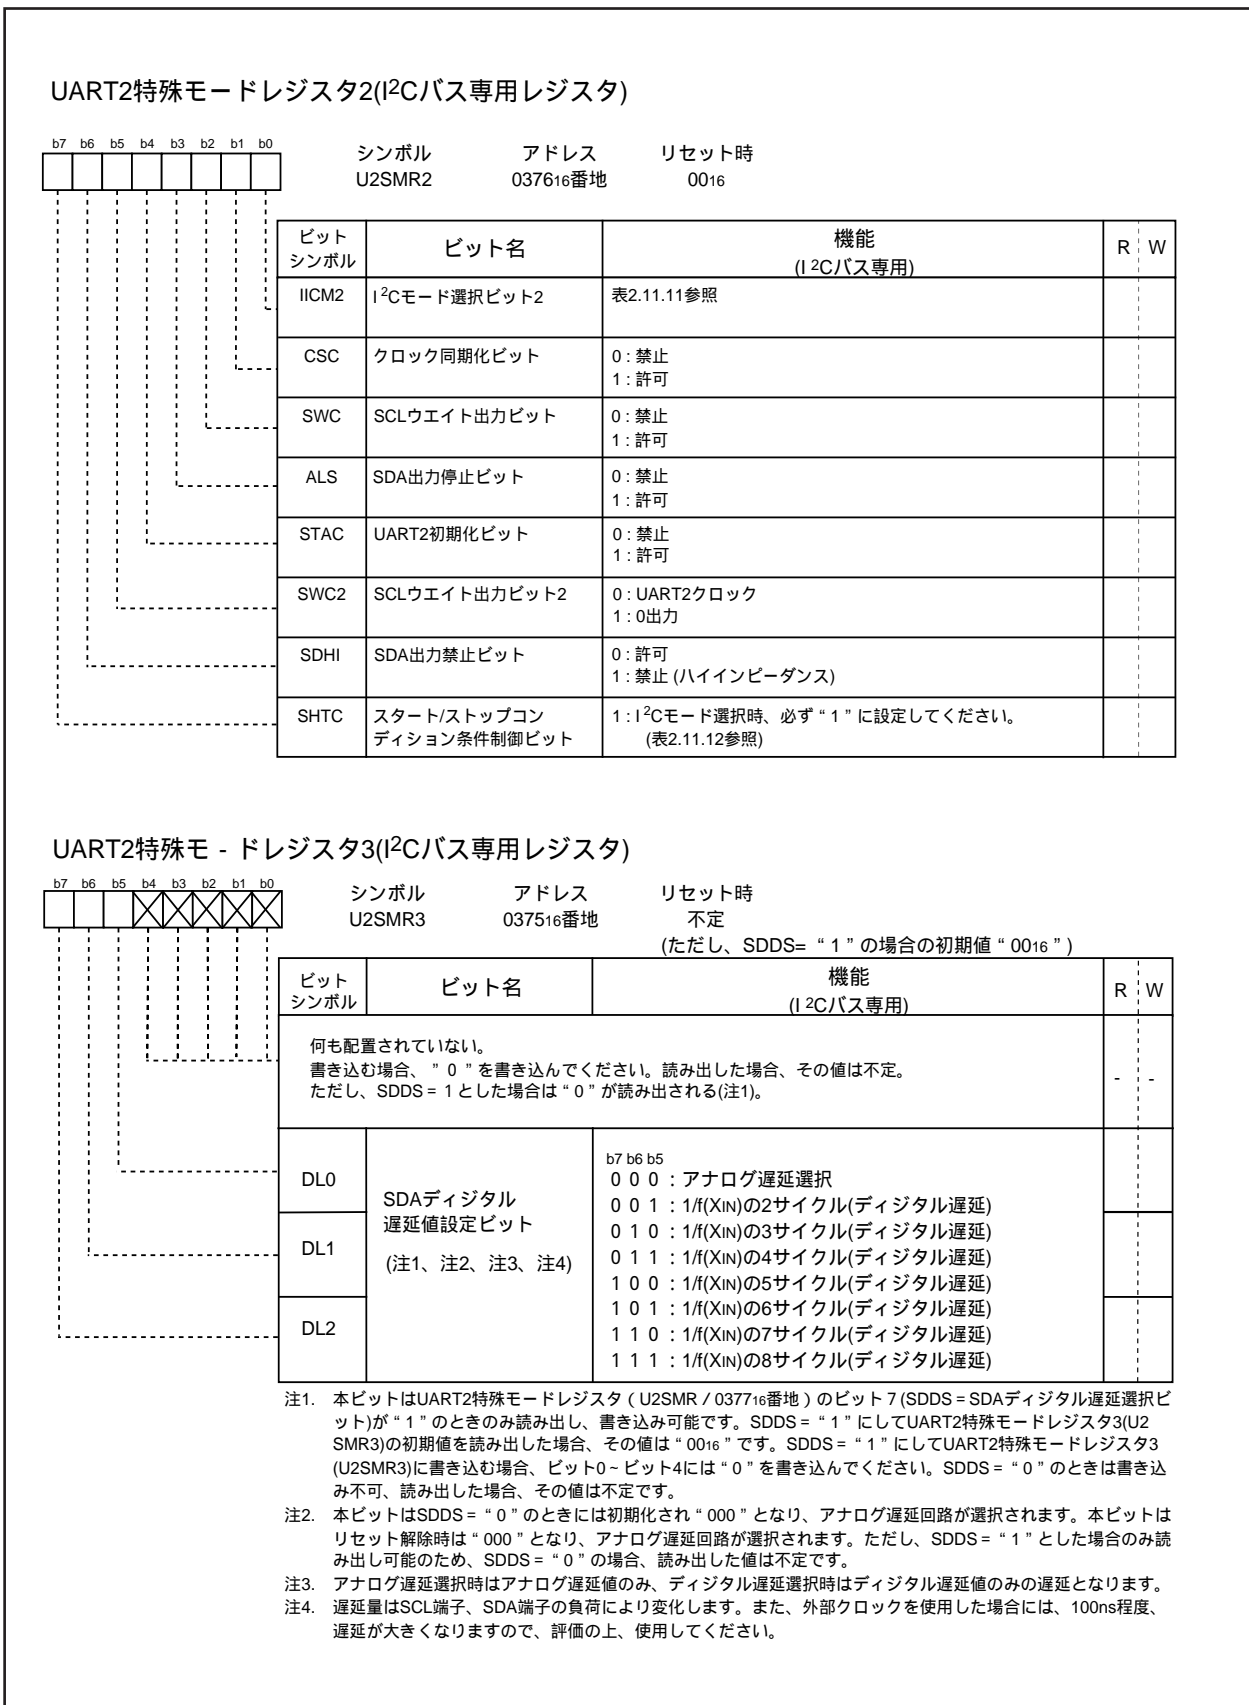 UART2特殊モードレジスタ2(I2Cバス専用レジスタ)
b7 b6 b5 b4 b3 b2 b1 b0
シンボル アドレス リセット時
U2SMR2 037616番地 0016
ビット
シンボル
ビット名
機能
(I 2Cバス専用)
R W
IICM2 I 2Cモード選択ビット2 表2.11.11参照
CSC クロック同期化ビット 0 : 禁止
1 : 許可
SWC SCLウエイト出力ビット 0 : 禁止
1 : 許可
ALS SDA出力停止ビット 0 : 禁止
1 : 許可
STAC UART2初期化ビット 0 : 禁止
1 : 許可
SWC2 SCLウエイト出力ビット2 0 : UART2クロック
1 : 0出力
SDHI SDA出力禁止ビット 0 : 許可
1 : 禁止 (ハイインピーダンス)
SHTC スタート/ストップコン 1 : I 2Cモード選択時、必ず “ 1 ” に設定してください。
ディション条件制御ビット (表2.11.12参照)
UART2特殊モ - ドレジスタ3(I2Cバス専用レジスタ)
b7 b6 b5 b4 b3 b2 b1 b0
シンボル アドレス リセット時
U2SMR3 037516番地 不定
(ただし、SDDS= “ 1 ” の場合の初期値 “ 0016 ” )
ビット
シンボル
ビット名
機能
(I 2Cバス専用)
R W
何も配置されていない。
書き込む場合、 ” 0 ” を書き込んでください。読み出した場合、その値は不定。
ただし、SDDS = 1 とした場合は “ 0 ” が読み出される(注1)。
- -
DL0
DL1
DL2
SDAディジタル
遅延値設定ビット
(注1、注2、注3、注4)
b7 b6 b5
0 0 0 : アナログ遅延選択
0 0 1 : 1/f(XIN)の2サイクル(ディジタル遅延)
0 1 0 : 1/f(XIN)の3サイクル(ディジタル遅延)
0 1 1 : 1/f(XIN)の4サイクル(ディジタル遅延)
1 0 0 : 1/f(XIN)の5サイクル(ディジタル遅延)
1 0 1 : 1/f(XIN)の6サイクル(ディジタル遅延)
1 1 0 : 1/f(XIN)の7サイクル(ディジタル遅延)
1 1 1 : 1/f(XIN)の8サイクル(ディジタル遅延)
注1. 本ビットはUART2特殊モードレジスタ ( U2SMR / 037716番地 ) のビット 7 (SDDS = SDAディジタル遅延選択ビ
ット)が “ 1 ” のときのみ読み出し、書き込み可能です。SDDS = “ 1 ” にしてUART2特殊モードレジスタ3(U2
SMR3)の初期値を読み出した場合、その値は “ 0016 ” です。SDDS = “ 1 ” にしてUART2特殊モードレジスタ3
(U2SMR3)に書き込む場合、ビット0 ~ ビット4には “ 0 ” を書き込んでください。SDDS = “ 0 ” のときは書き込
み不可、読み出した場合、その値は不定です。
注2. 本ビットはSDDS = “ 0 ” のときには初期化され “ 000 ” となり、アナログ遅延回路が選択されます。本ビットは
リセット解除時は “ 000 ” となり、アナログ遅延回路が選択されます。ただし、SDDS = “ 1 ” とした場合のみ読
み出し可能のため、SDDS = “ 0 ” の場合、読み出した値は不定です。
注3. アナログ遅延選択時はアナログ遅延値のみ、ディジタル遅延選択時はディジタル遅延値のみの遅延となります。
注4. 遅延量はSCL端子、SDA端子の負荷により変化します。また、外部クロックを使用した場合には、100ns程度、
遅延が大きくなりますので、評価の上、使用してください。